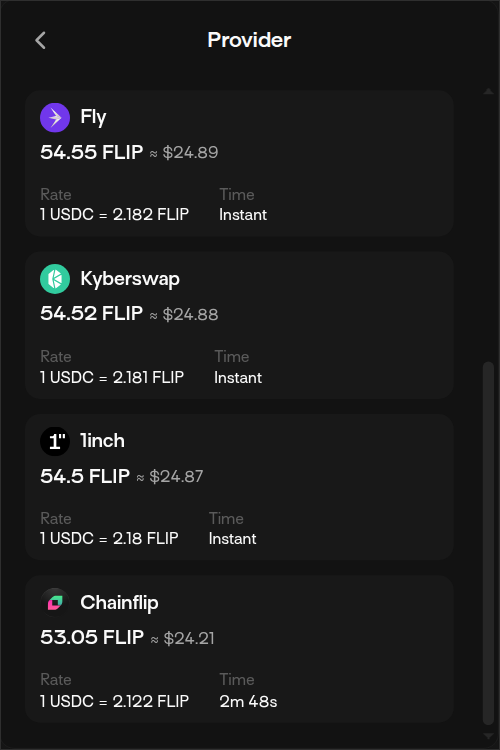 Provider
Fly
54.55 FLIP ≈ $24.89
Rate Time
1 USDC = 2.182 FLIP Instant
Kyberswap
54.52 FLIP ≈ $24.88
Rate Time
1 USDC = 2.181 FLIP Instant
1" 1inch
54.5 FLIP ≈ $24.87
Rate Time
1 USDC = 2.18 FLIP Instant
Chainflip
53.05 FLIP ≈ $24.21
Rate Time
1 USDC = 2.122 FLIP 2m 48s